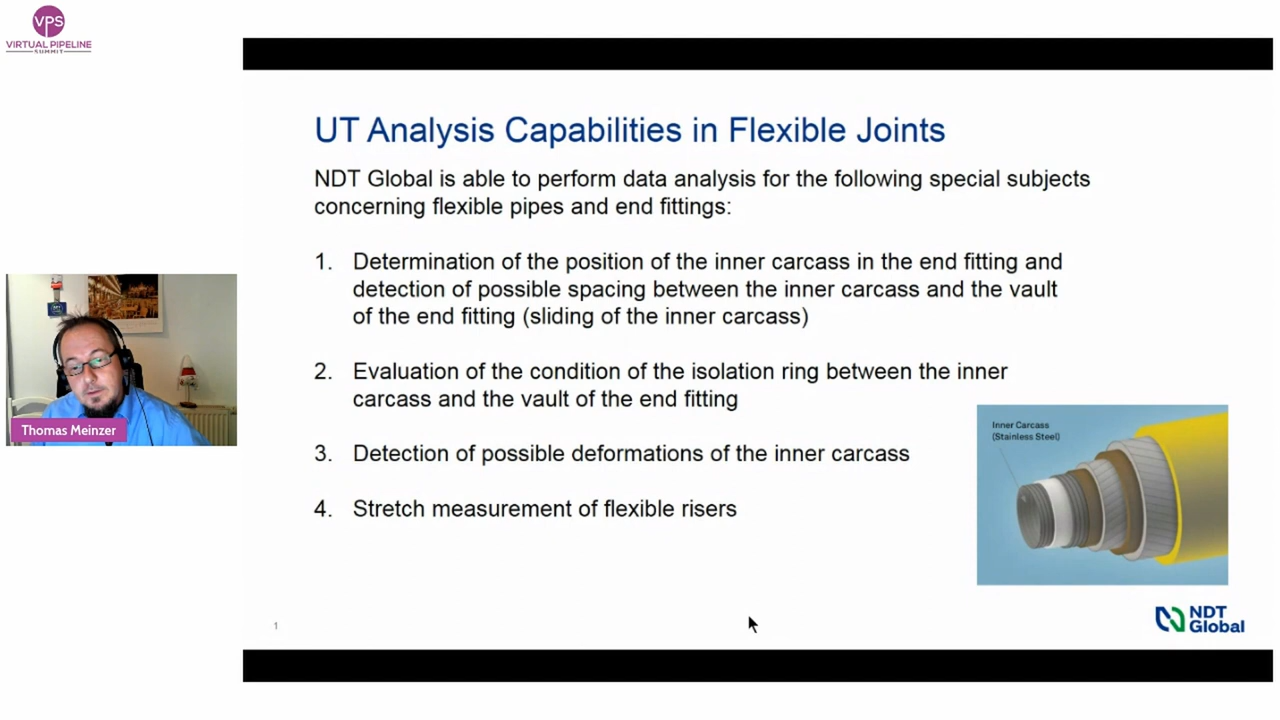 VPS
VIRTUAL PIPELINE
SUMMIT
UT Analysis Capabilities in Flexible Joints
NDT Global is able to perform data analysis for the following special subjects
concerning flexible pipes and end fittings:
1. Determination of the position of the inner carcass in the end fitting and
detection of possible spacing between the inner carcass and the vault
of the end fitting (sliding of the inner carcass)
2. Evaluation of the condition of the isolation ring between the inner
carcass and the vault of the end fitting
3. Detection of possible deformations of the inner carcass
4. Stretch measurement of flexible risers
Inner Carcass
(Stainless Steel)
Thomas Meinzer
1
NDT
Global